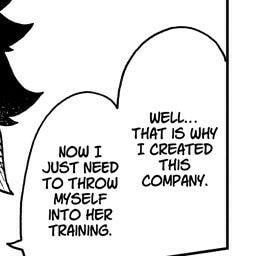 WELL...
THAT IS WHY
I CREATED
THIS
COMPANY.
NOW I
JUST NEED
TO THROW
MYSELF
INTO HER
TRAINING.